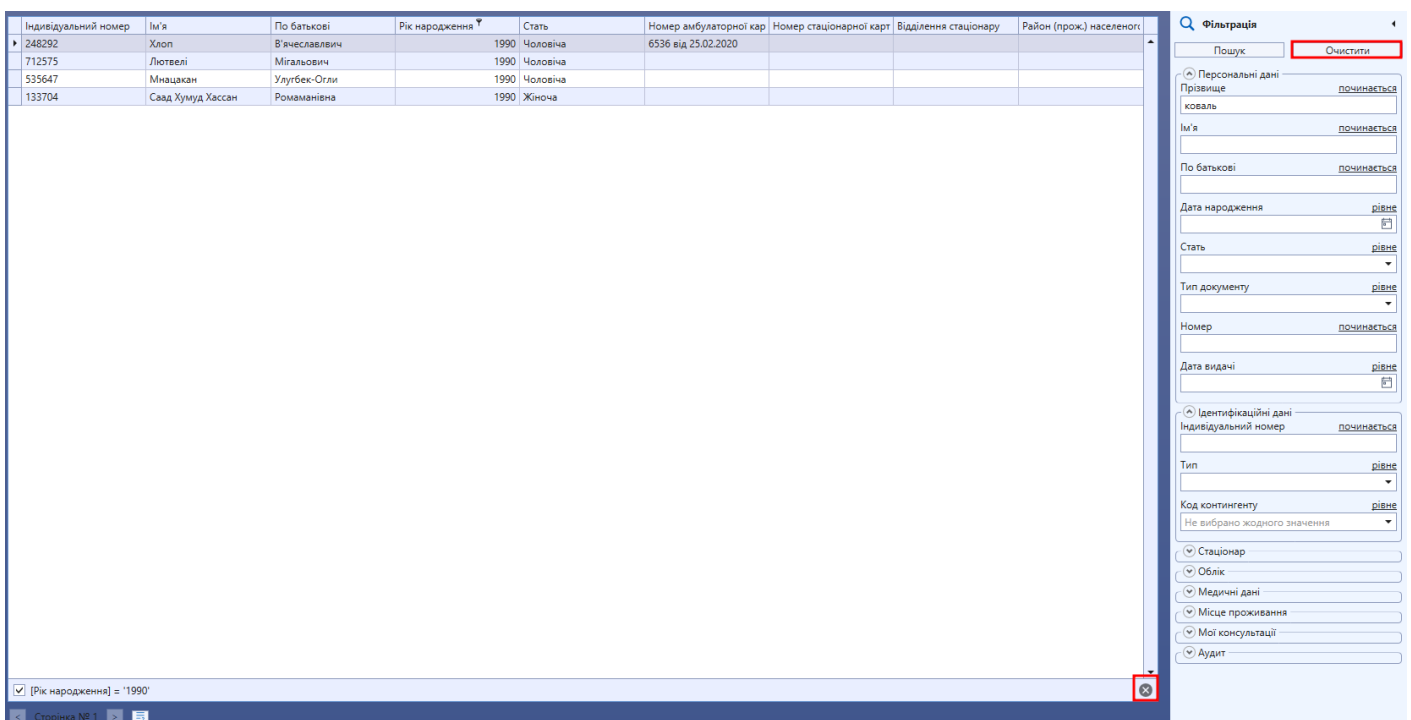 Індивідуальний номер Ім'я По батькові Рік народження Стать Номер амбулаторної кар Номер стаціонарної карт Відділення стаціонару Район (прож.) населеного
248292 Хлоп В'ячеславлвич 1990 Чоловіча 6536 від 25.02.2020
712575 Лютвелі Мігальович 1990 Чоловіча
535647 Мнацакан Улугбек-Огли 1990 Чоловіча
133704 Саад Хумуд Хассан Ромаманівна 1990 Жіноча
[Рік народження] = '1990'
< Сторінка № 1 >
Фільтрація
Пошук Очистити
Персональні дані
Прізвище починається
коваль
Ім'я починається
По батькові починається
Дата народження рівне
Стать рівне
Тип документу рівне
Номер починається
Дата видачі рівне
Ідентифікаційні дані
Індивідуальний номер починається
Тип рівне
Код контингенту рівне
Не вибрано жодного значення
Стаціонар
Облік
Медичні дані
Місце проживання
Мої консультації
Аудит